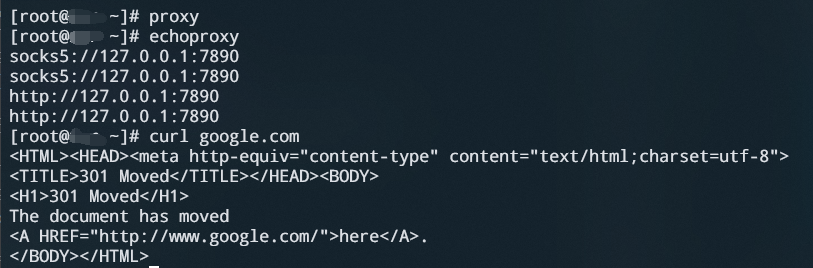 [root@ ~]# proxy
[root@ ~]# echoproxy
socks5://127.0.0.1:7890
socks5://127.0.0.1:7890
http://127.0.0.1:7890
http://127.0.0.1:7890
[root@ ~]# curl google.com
<HTML><HEAD><meta http-equiv="content-type" content="text/html;charset=utf-8">
<TITLE>301 Moved</TITLE></HEAD><BODY>
<H1>301 Moved</H1>
The document has moved
<A HREF="http://www.google.com/">here</A>.
</BODY></HTML>